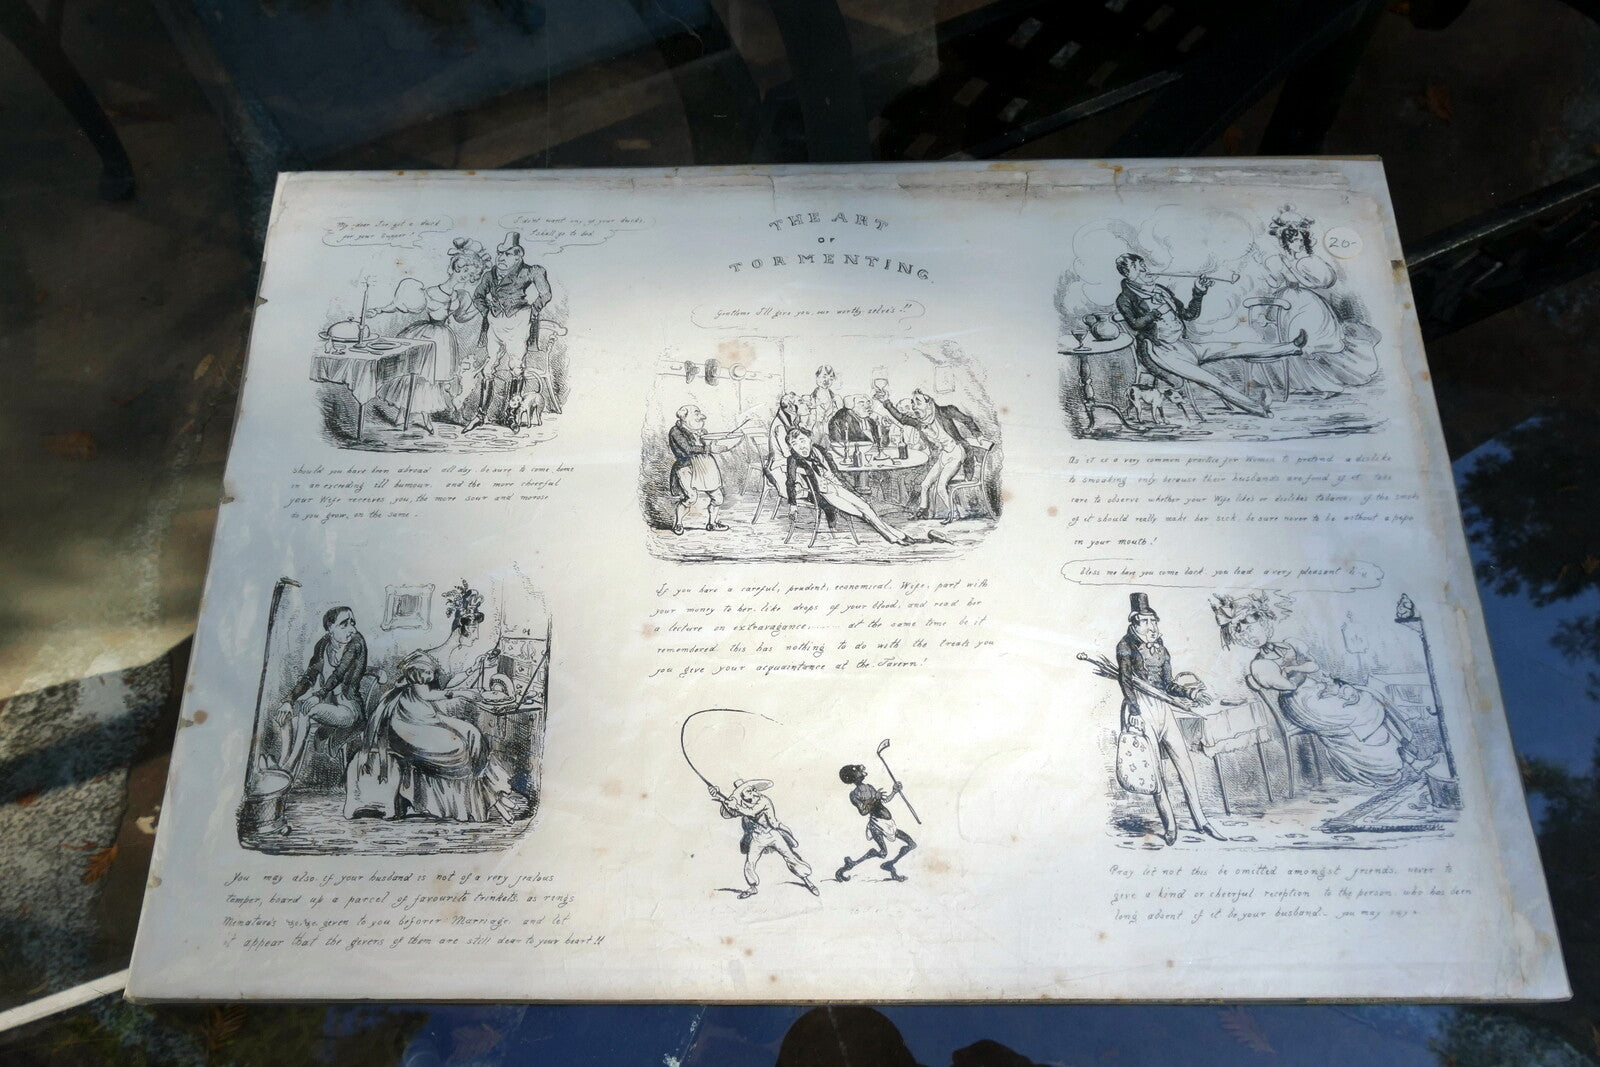 THE ART
OF
TORMENTING.
20-
My dear I've got a duck
for your Supper!
I don't want any of your ducks.
I shall go to bed.
Should you have been abroad all day, be sure to come home
in an exceeding ill humour, and the more cheerful
your Wife receives you, the more sour and morose
do you grow, on the same.
Gentlemen I'll give you, our worthy selves!!
If you have a careful, prudent, economical, Wife, part with
your money to her, like drops of your blood, and read her
a lecture on extravagance, ........ at the same time be it
remembered this has nothing to do with the treats you
you give your acquaintance at the Tavern!
As it is a very common practice for Women to pretend a dislike
to smoaking only because their husbands are fond of it take
care to observe whether your Wife likes or dislikes tobacco, if the smoke
of it should really make her sick, be sure never to be without a pipe
in your mouth!
bless me have you come back, you lead a very pleasant
You may also, if your husband is not of a very jealous
temper, hoard up a parcel of favourite trinkets, as rings
Menature's &c. &c. given to you before Marriage, and let
it appear that the givers of them are still dear to your heart!!
Pray let not this be omitted amongst friends, never to
give a kind or cheerful reception to the person, who has been
long absent if it be your husband- you may say.